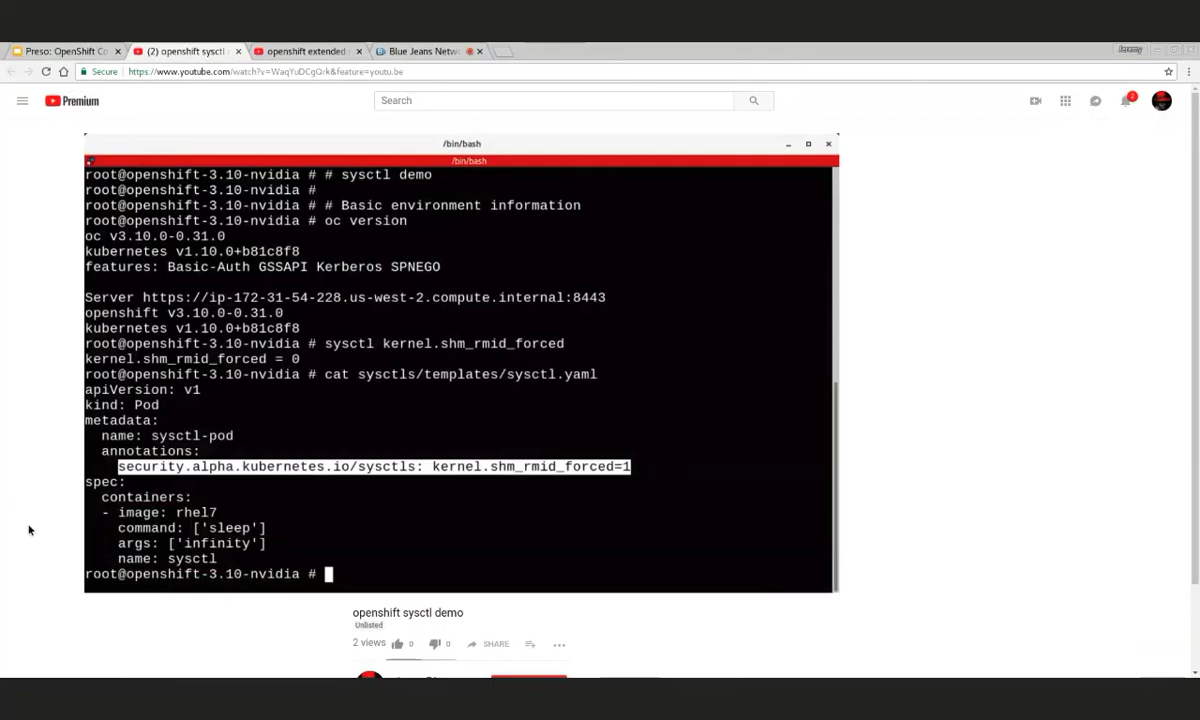 Preso: OpenShift Co
(2) openshift sysctl
openshift extended
Blue Jeans Netw
Jeremy
Secure
https://www.youtube.com/watch?v=WaqYuDCgQrk&feature=youtu.be
Premium
Search
2
/bin/bash
/bin/bash
root@openshift-3.10-nvidia # # sysctl demo
root@openshift-3.10-nvidia #
root@openshift-3.10-nvidia # # Basic environment information
root@openshift-3.10-nvidia # oc version
oc v3.10.0-0.31.0
kubernetes v1.10.0+b81c8f8
features: Basic-Auth GSSAPI Kerberos SPNEGO
Server https://ip-172-31-54-228.us-west-2.compute.internal:8443
openshift v3.10.0-0.31.0
kubernetes v1.10.0+b81c8f8
root@openshift-3.10-nvidia # sysctl kernel.shm_rmid_forced
kernel.shm_rmid_forced = 0
root@openshift-3.10-nvidia # cat sysctls/templates/sysctl.yaml
apiVersion: v1
kind: Pod
metadata:
  name: sysctl-pod
  annotations:
    security.alpha.kubernetes.io/sysctls: kernel.shm_rmid_forced=1
spec:
  containers:
  - image: rhel7
    command: ['sleep']
    args: ['infinity']
    name: sysctl
root@openshift-3.10-nvidia #
openshift sysctl demo
Unlisted
2 views
0
0
SHARE